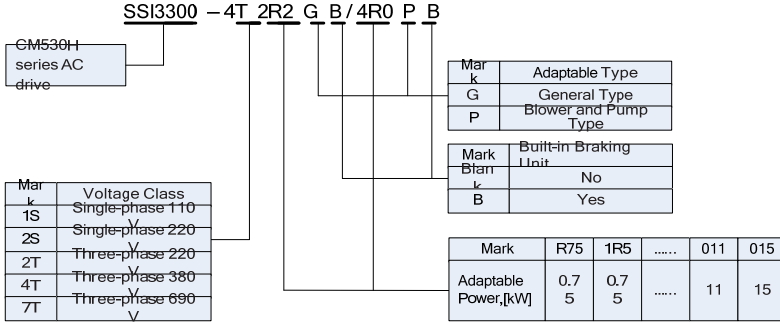 SSI3300 – 4T 2R2 G B / 4R0 P B
CM530H
series AC
drive
Mar
k
Adaptable Type
G
General Type
P
Blower and Pump
Type
Mark
Built-in Braking
Unit
Blan
k
No
B
Yes
Mar
k
Voltage Class
1S
Single-phase 110
V
2S
Single-phase 220
V
2T
Three-phase 220
V
4T
Three-phase 380
V
7T
Three-phase 690
V
Mark R75 1R5 ...... 011 015
Adaptable
Power,[kW]
0.7
5
0.7
5
......
11
15